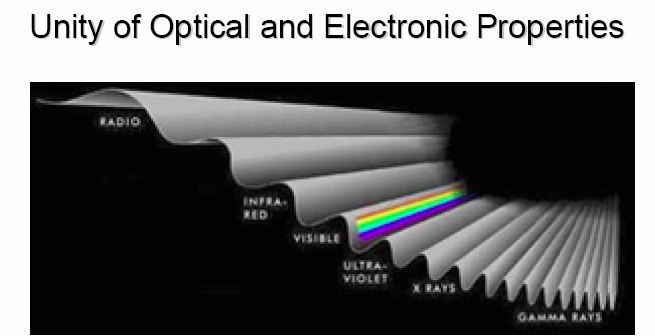 Unity of Optical and Electronic Properties
RADIO
INFRA-
RED
VISIBLE
ULTRA-
VIOLET
X RAYS
GAMMA RAYS